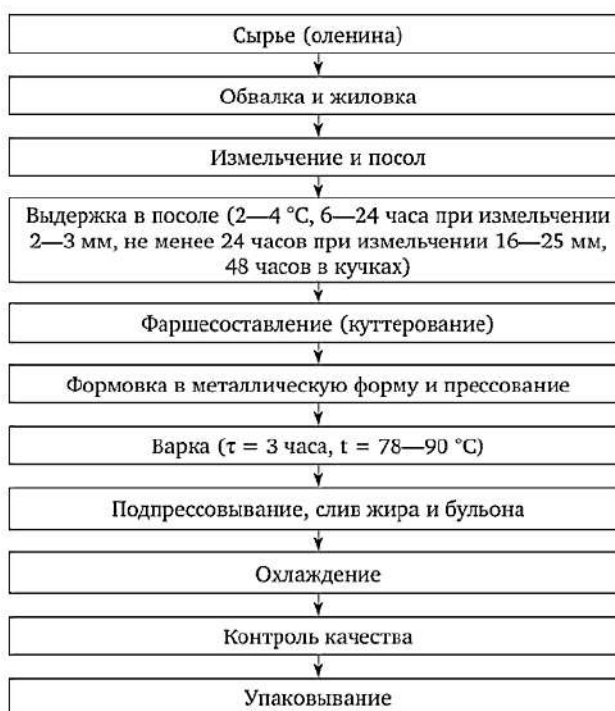 Сырье (оленина)
Обвалка и жиловка
Измельчение и посол
Выдержка в посоле (2—4 °С, 6—24 часа при измельчении
2—3 мм, не менее 24 часов при измельчении 16—25 мм,
48 часов в кучках)
Фаршесоставление (куттерование)
Формовка в металлическую форму и прессование
Варка (τ = 3 часа, t = 78—90 °С)
Подпрессовывание, слив жира и бульона
Охлаждение
Контроль качества
Упаковывание